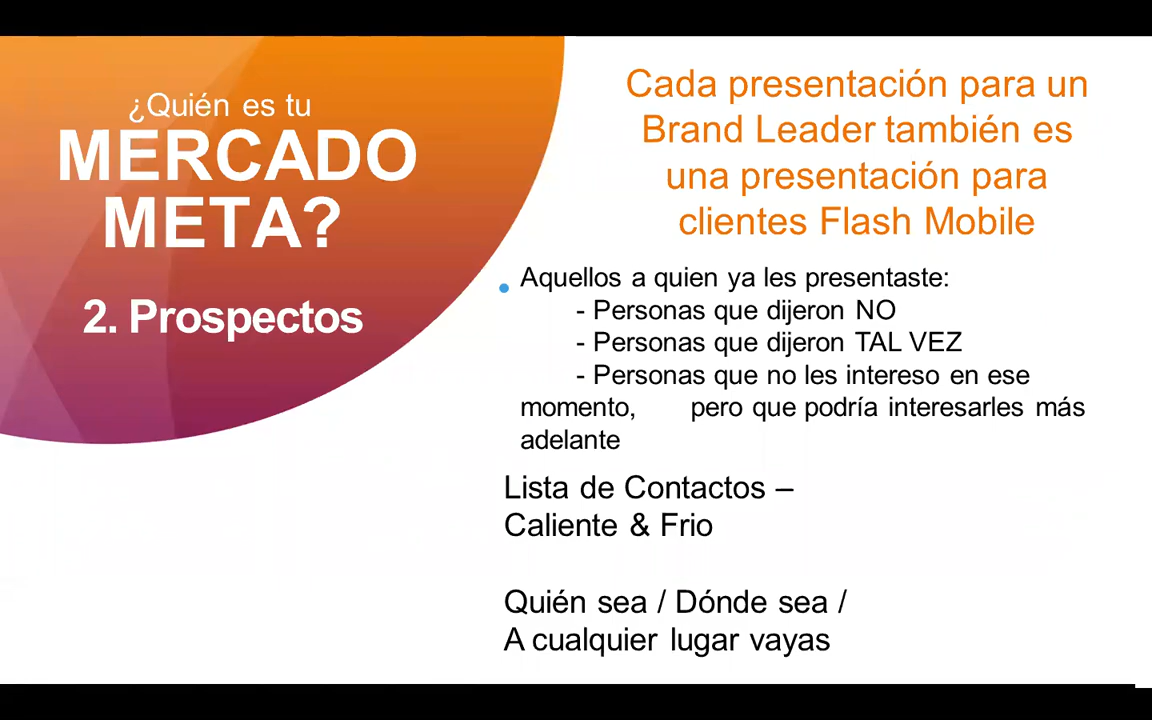 ¿Quién es tu
MERCADO
META?
2. Prospectos
Cada presentación para un
Brand Leader también es
una presentación para
clientes Flash Mobile
• Aquellos a quien ya les presentaste:
- Personas que dijeron NO
- Personas que dijeron TAL VEZ
- Personas que no les intereso en ese
momento, pero que podría interesarles más
adelante
Lista de Contactos –
Caliente & Frio
Quién sea / Dónde sea /
A cualquier lugar vayas